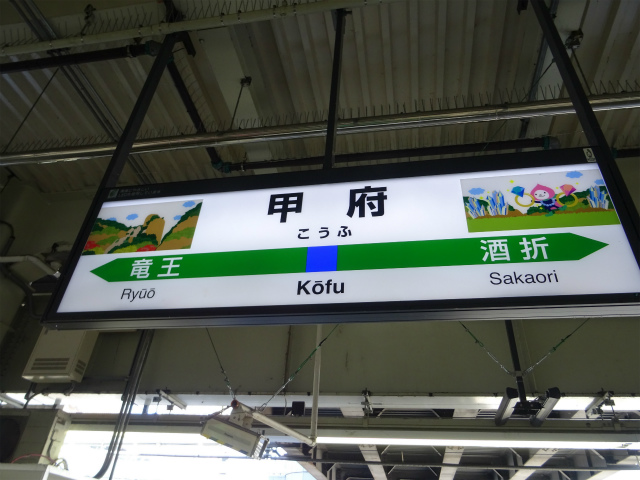 甲府
こうふ
竜王
酒折
Ryūō
Kōfu
Sakaori